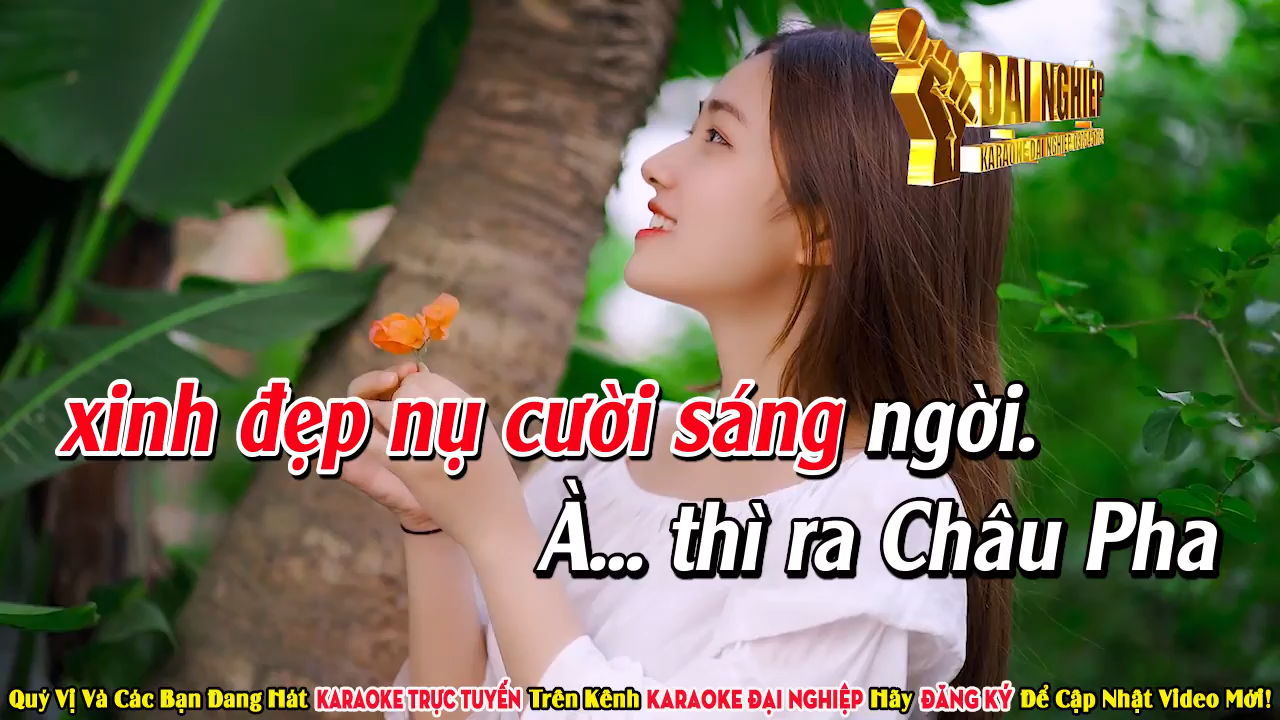 ĐẠI NGHIỆP
xinh đẹp nụ cười sáng ngời.
À... thì ra Châu Pha
Quý Vị Và Các Bạn Đang Hát KARAOKE TRỰC TUYẾN Trên Kênh KARAOKE ĐẠI NGHIỆP Hãy ĐĂNG KÝ Để Cập Nhật Video Mới!